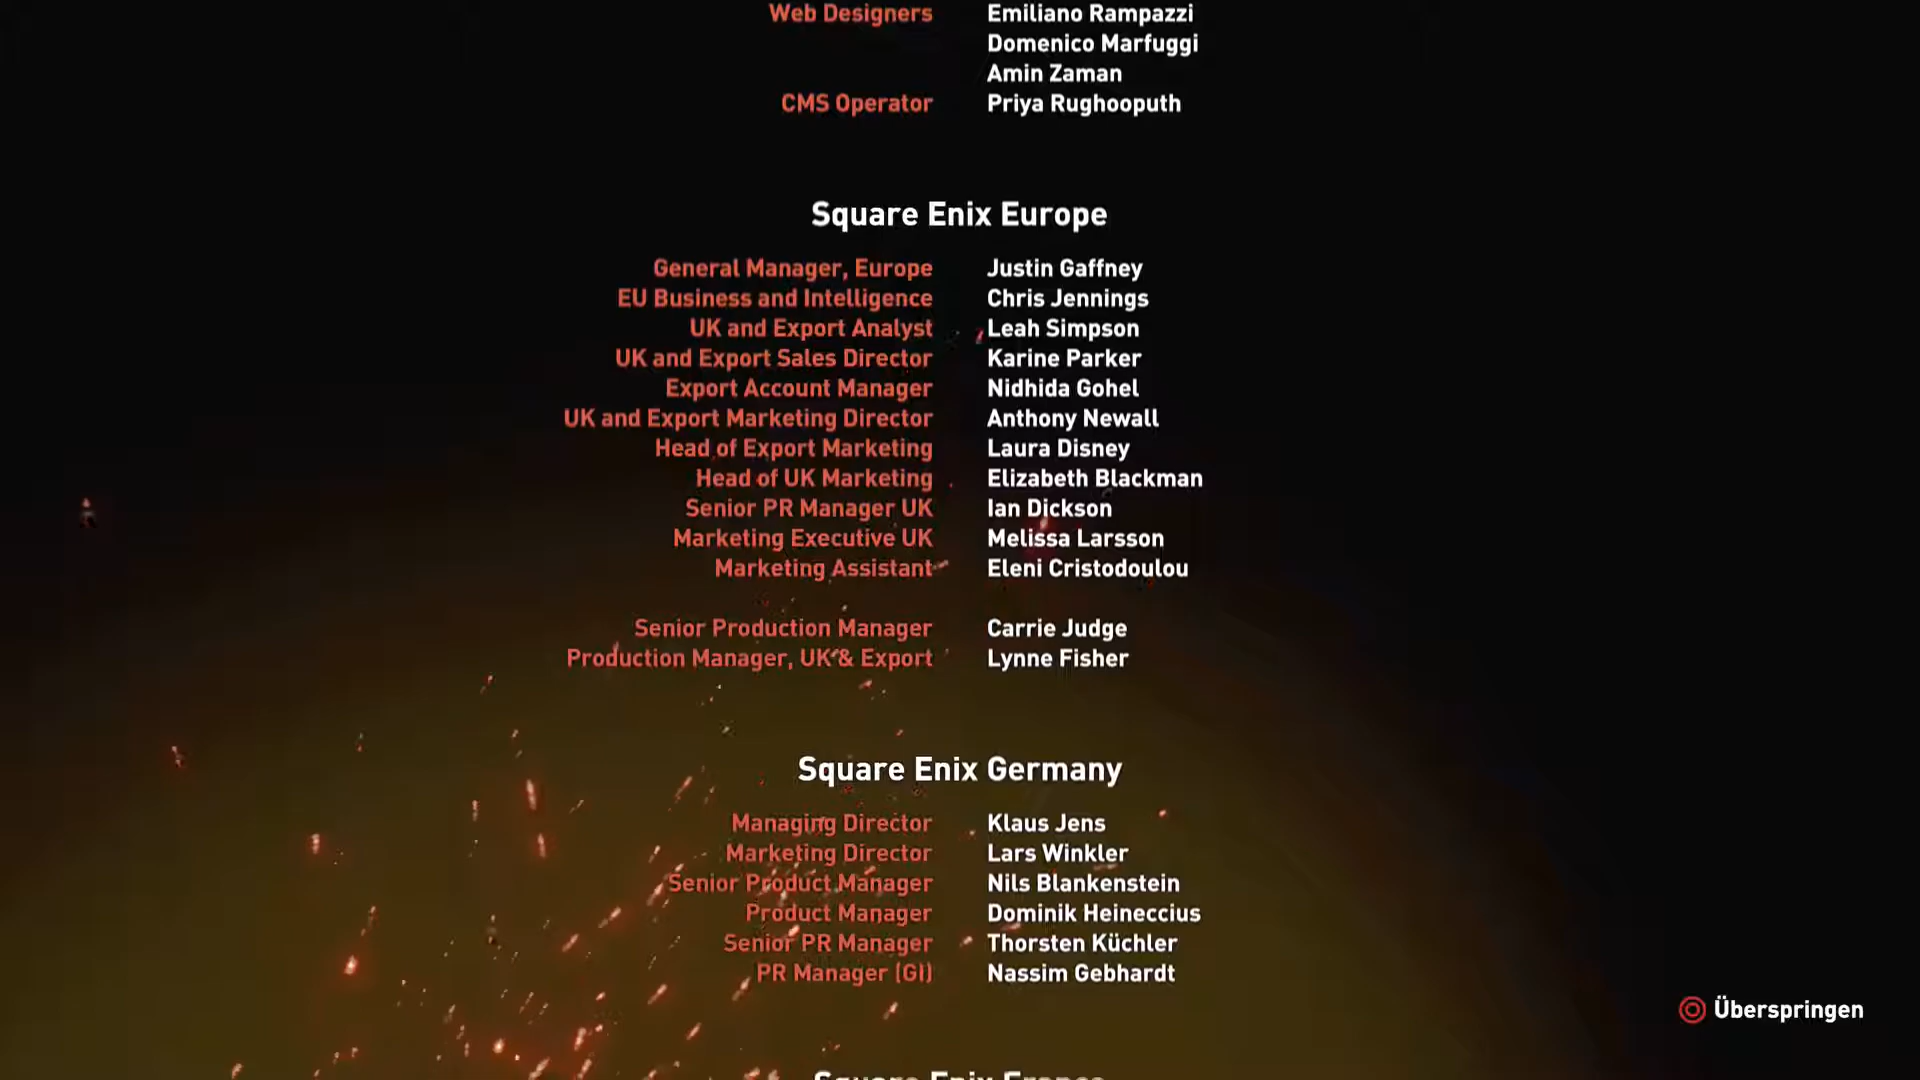 Web Designers Emiliano Rampazzi
Domenico Marfuggi
Amin Zaman
CMS Operator Priya Rughooputh
Square Enix Europe
General Manager, Europe Justin Gaffney
EU Business and Intelligence Chris Jennings
UK and Export Analyst Leah Simpson
UK and Export Sales Director Karine Parker
Export Account Manager Nidhida Gohel
UK and Export Marketing Director Anthony Newall
Head of Export Marketing Laura Disney
Head of UK Marketing Elizabeth Blackman
Senior PR Manager UK Ian Dickson
Marketing Executive UK Melissa Larsson
Marketing Assistant Eleni Cristodoulou
Senior Production Manager Carrie Judge
Production Manager, UK & Export Lynne Fisher
Square Enix Germany
Managing Director Klaus Jens
Marketing Director Lars Winkler
Senior Product Manager Nils Blankenstein
Product Manager Dominik Heineccius
Senior PR Manager Thorsten Küchler
PR Manager (GI) Nassim Gebhardt
Überspringen
Square Enix France